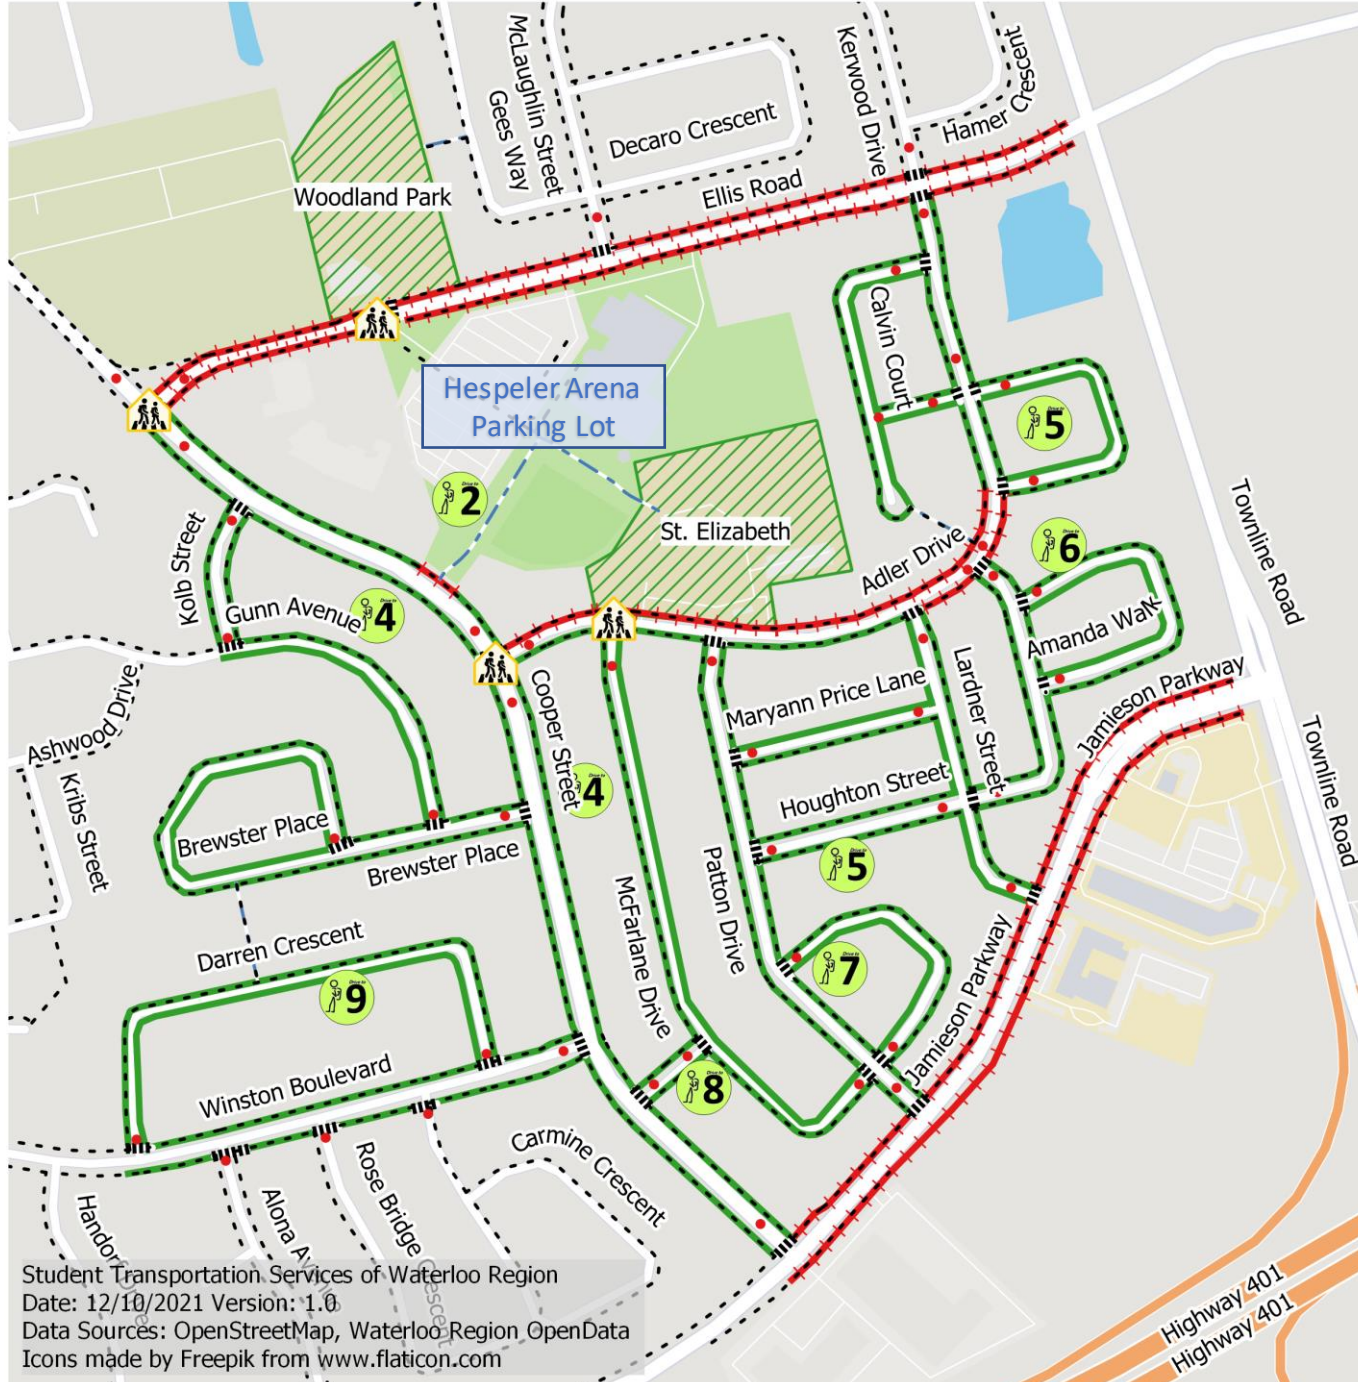 McLaughlin Street
Gees Way
Decaro Crescent
Kerwood Drive
Hamer Crescent
Woodland Park
Ellis Road
Calvin Court
Hespeler Arena
Parking Lot
5
2
St. Elizabeth
Townline Road
Kolb Street
Adler Drive
6
Gunn Avenue
4
Amanda Walk
Ashwood Drive
Cooper Street
Maryann Price Lane
Lardner Street
Jamieson Parkway
Townline Road
Kribs Street
4
Houghton Street
Brewster Place
Brewster Place
5
McFarlane Drive
Patton Drive
Darren Crescent
7
9
Jamieson Parkway
Winston Boulevard
8
Carmine Crescent
Rose Bridge Crescent
Alona Avenue
Student Transportation Services of Waterloo Region
Date: 12/10/2021 Version: 1.0
Data Sources: OpenStreetMap, Waterloo Region OpenData
Icons made by Freepik from www.flaticon.com
Highway 401
Highway 401